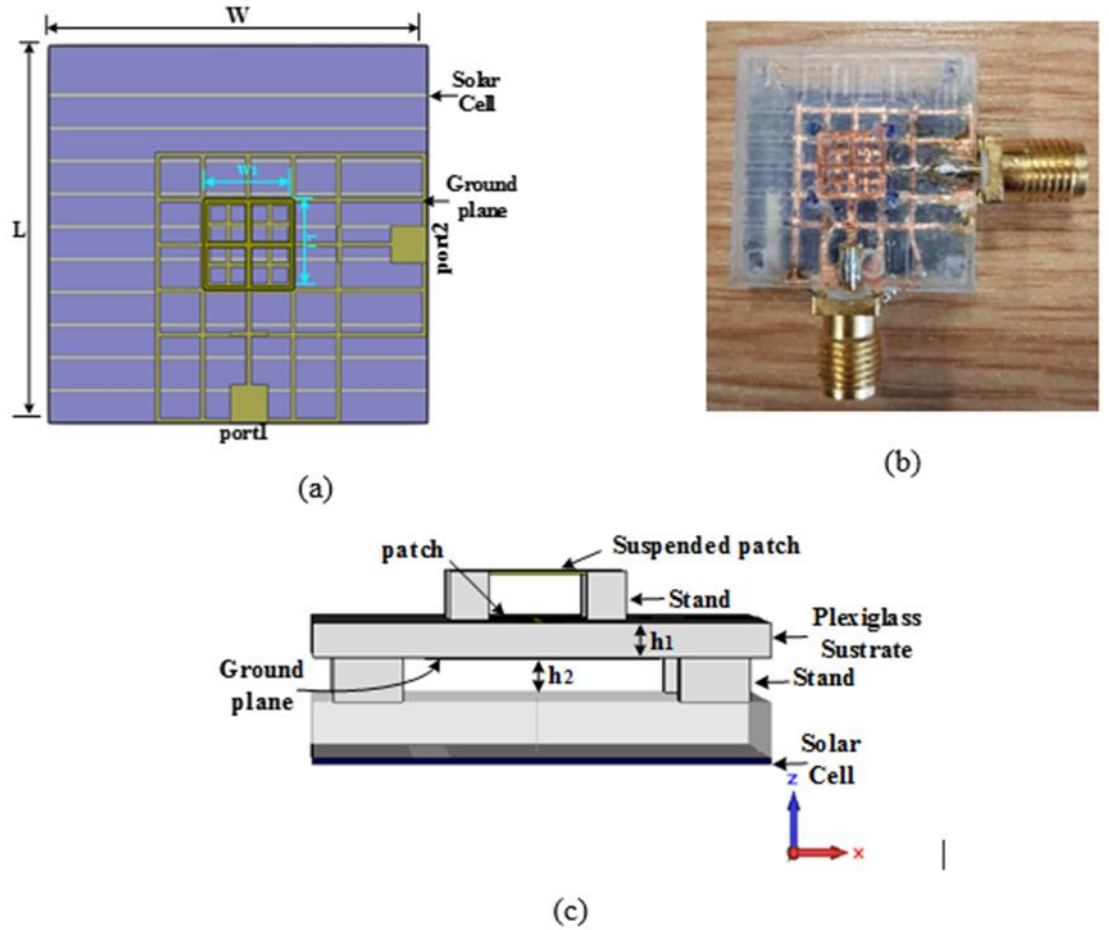 W
Solar
Cell
W1
Ground
plane
L
L1
port2
port1
(a)
(b)
patch
Suspended patch
Stand
h1
Plexiglass
Sustrate
Ground
plane
h2
Stand
Solar
Cell
z
x
(c)